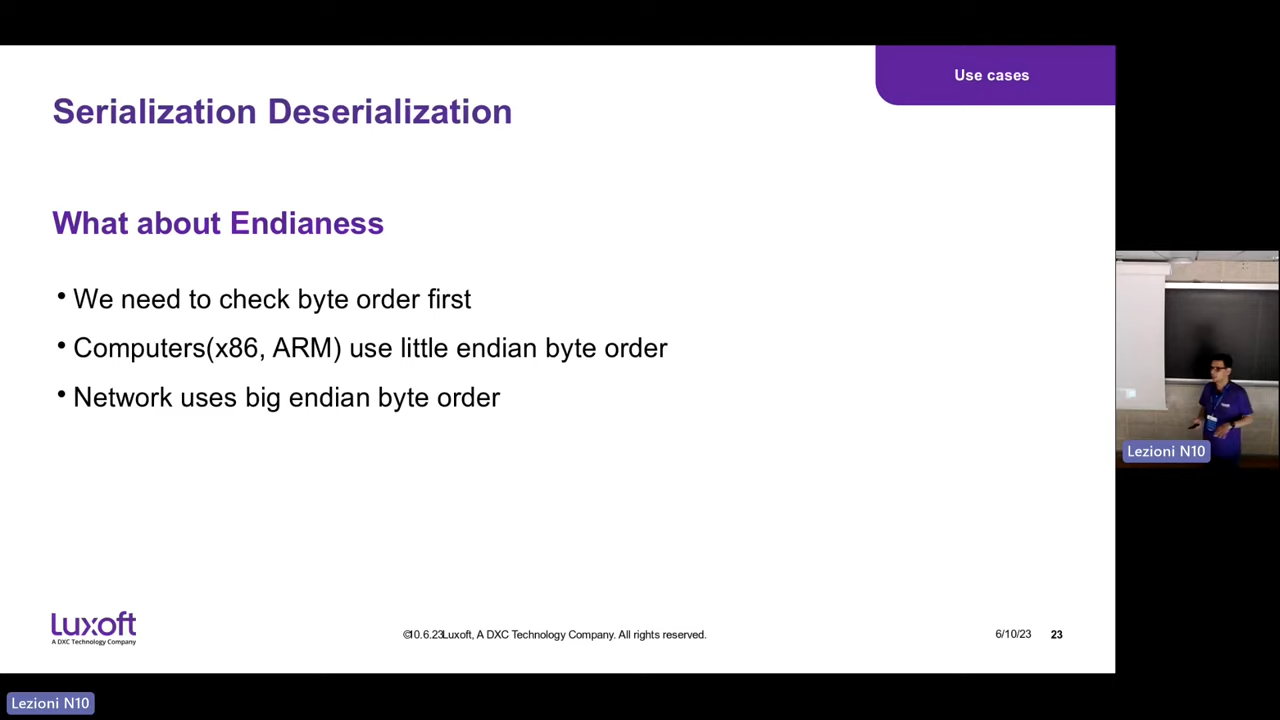 Use cases
Serialization Deserialization
What about Endianess
• We need to check byte order first
• Computers(x86, ARM) use little endian byte order
• Network uses big endian byte order
Lezioni N10
Luxoft
A DXC Technology Company
©10.6.23Luxoft, A DXC Technology Company. All rights reserved.
6/10/23 23
Lezioni N10